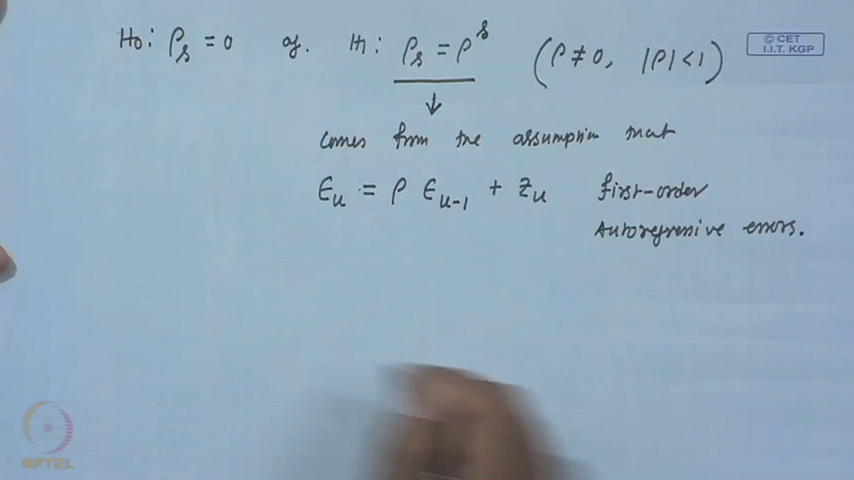 H₀: ρₛ = 0 ag. H₁: ρₛ = ρˢ (ρ ≠ 0, |ρ| < 1)
© CET
I.I.T. KGP
↓
comes from the assumption that
ϵᵤ = ρ ϵᵤ₋₁ + zᵤ first-order
Autoregressive errors.
NPTEL